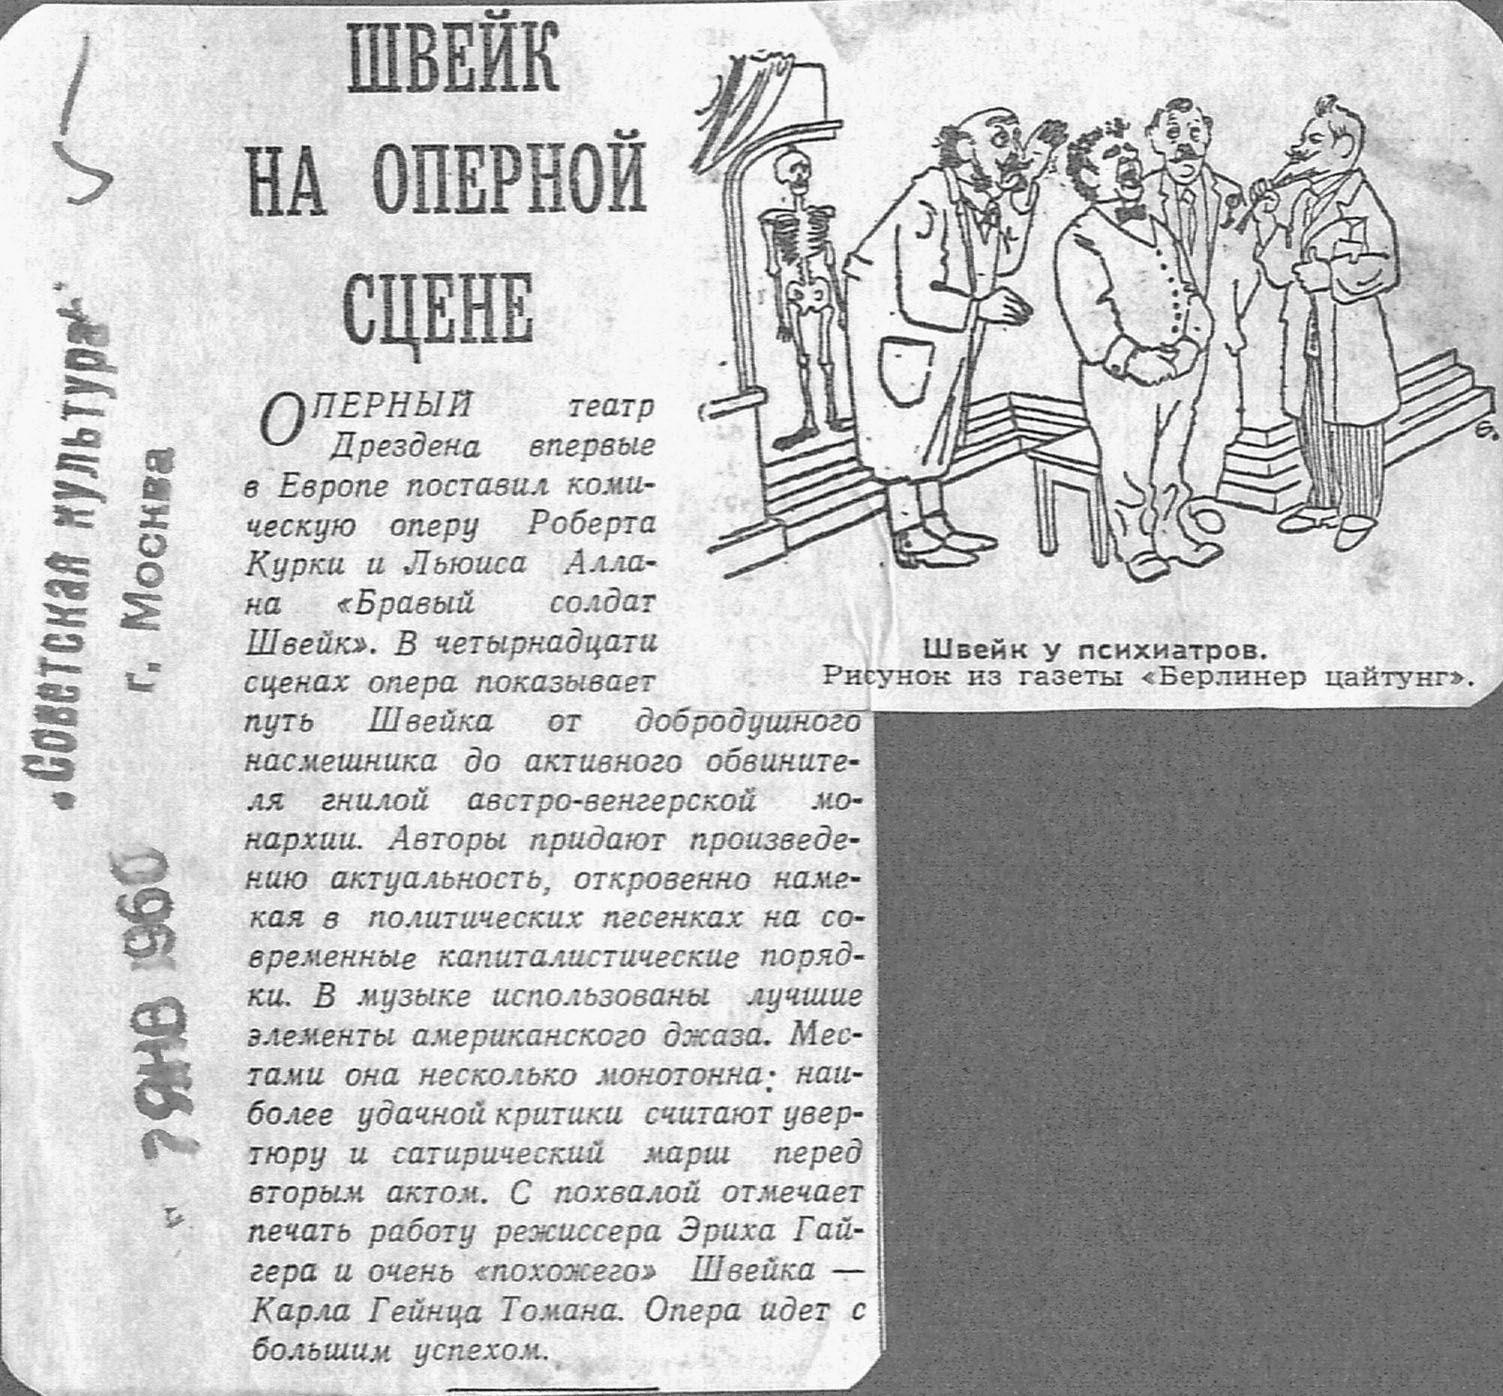 ШВЕЙК
НА ОПЕРНОЙ
СЦЕНЕ
ОПЕРНЫЙ театр
Дрездена впервые
в Европе поставил коми-
ческую оперу Роберта
Курки и Льюиса Алла-
на «Бравый солдат
Швейк». В четырнадцати
сценах опера показывает
путь Швейка от добродушного
насмешника до активного обвините-
ля гнилой австро-венгерской мо-
нархии. Авторы придают произведе-
нию актуальность, откровенно наме-
кая в политических песенках на со-
временные капиталистические поряд-
ки. В музыке использованы лучшие
элементы американского джаза. Мес-
тами она несколько монотонна; наи-
более удачной критики считают увер-
тюру и сатирический марш перед
вторым актом. С похвалой отмечает
печать работу режиссера Эриха Гай-
гера и очень «похожего» Швейка —
Карла Гейнца Томана. Опера идет с
большим успехом.
Швейк у психиатров.
Рисунок из газеты «Берлинер цайтунг».
„Советская культура"
г. Москва
" 7 ЯНВ 1960